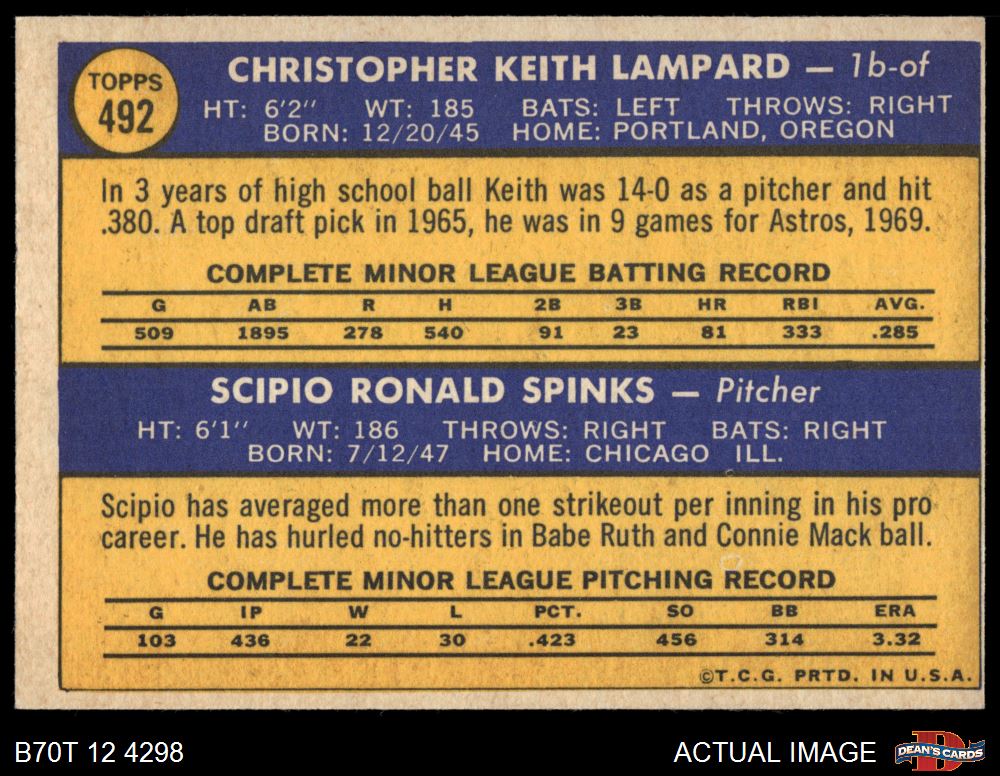 TOPPS
492
CHRISTOPHER KEITH LAMPARD — 1b-of
HT: 6'2" WT: 185 BATS: LEFT THROWS: RIGHT
BORN: 12/20/45 HOME: PORTLAND, OREGON
In 3 years of high school ball Keith was 14-0 as a pitcher and hit
.380. A top draft pick in 1965, he was in 9 games for Astros, 1969.
COMPLETE MINOR LEAGUE BATTING RECORD
G AB R H 2B 3B HR RBI AVG.
509 1895 278 540 91 23 81 333 .285
SCIPIO RONALD SPINKS — Pitcher
HT: 6'1" WT: 186 THROWS: RIGHT BATS: RIGHT
BORN: 7/12/47 HOME: CHICAGO ILL.
Scipio has averaged more than one strikeout per inning in his pro
career. He has hurled no-hitters in Babe Ruth and Connie Mack ball.
COMPLETE MINOR LEAGUE PITCHING RECORD
G IP W L PCT. SO BB ERA
103 436 22 30 .423 456 314 3.32
©T.C.G. PRTD. IN U.S.A.
B70T 12 4298 ACTUAL IMAGE D DEAN'S CARDS